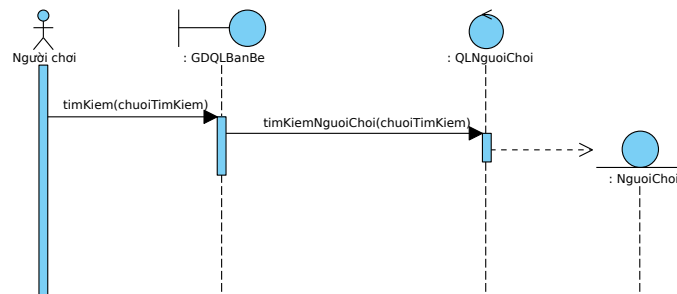 Người chơi
: GDQLBanBe
: QLNguoiChoi
timKiem(chuoiTimKiem)
timKiemNguoiChoi(chuoiTimKiem)
: NguoiChoi